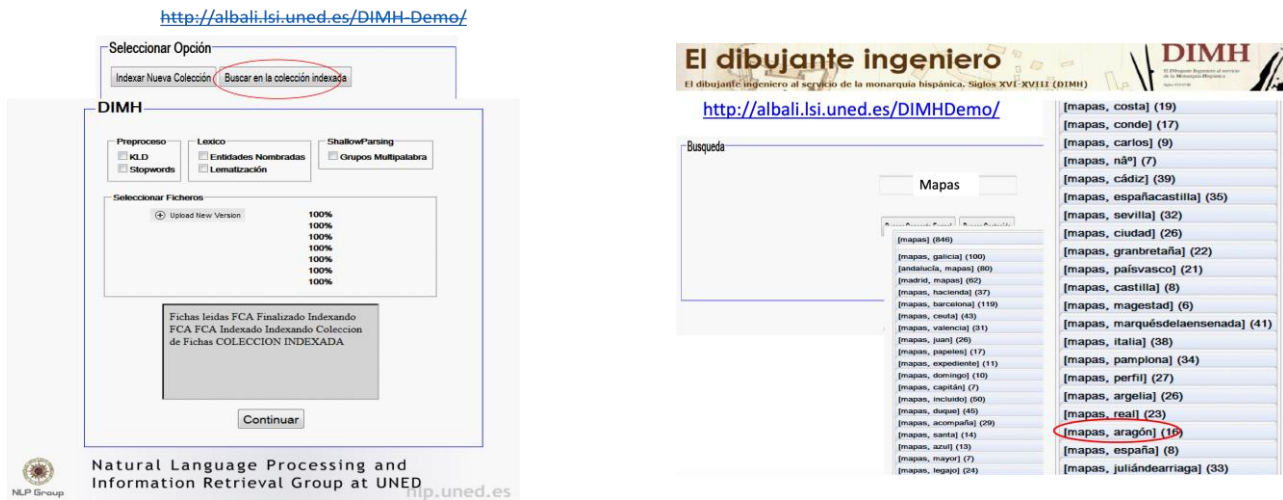 http://albali.lsi.uned.es/DIMH-Demo/
Seleccionar Opción
Indexar Nueva Colección
Buscar en la colección indexada
DIMH
Preproceso
KLD
Stopwords
Lexico
Entidades Nombradas
Lematización
ShallowParsing
Grupos Multipalabra
Seleccionar Ficheros
Upload New Version
100%
100%
100%
100%
100%
100%
100%
Fichas leidas FCA Finalizado Indexando
FCA FCA Indexado Indexando Coleccion
de Fichas COLECCION INDEXADA
Continuar
NLP Group
Natural Language Processing and
Information Retrieval Group at UNED
nlp.uned.es
El dibujante ingeniero
El dibujante ingeniero al servicio de la monarquía hispánica. Siglos XVI-XVIII (DIMH)
DIMH
El Dibujante Ingeniero al servicio
de la Monarquía Hispánica
http://albali.lsi.uned.es/DIMHDemo/
Busqueda
Mapas
[mapas] (846)
[mapas, galicia] (100)
[andalucía, mapas] (80)
[madrid, mapas] (62)
[mapas, hacienda] (37)
[mapas, barcelona] (119)
[mapas, ceuta] (43)
[mapas, valencia] (31)
[mapas, juan] (26)
[mapas, papeles] (17)
[mapas, expediente] (11)
[mapas, domingo] (10)
[mapas, capitán] (7)
[mapas, incluido] (50)
[mapas, duque] (45)
[mapas, acompaña] (29)
[mapas, santa] (14)
[mapas, azul] (13)
[mapas, mayor] (7)
[mapas, legajo] (24)
[mapas, costa] (19)
[mapas, conde] (17)
[mapas, carlos] (9)
[mapas, nâº] (7)
[mapas, cádiz] (39)
[mapas, españacastilla] (35)
[mapas, sevilla] (32)
[mapas, ciudad] (26)
[mapas, granbretaña] (22)
[mapas, paísvasco] (21)
[mapas, castilla] (8)
[mapas, magestad] (6)
[mapas, marquésdelaensenada] (41)
[mapas, italia] (38)
[mapas, pamplona] (34)
[mapas, perfil] (27)
[mapas, argelia] (26)
[mapas, real] (23)
[mapas, aragón] (16)
[mapas, españa] (8)
[mapas, juliándearriaga] (33)